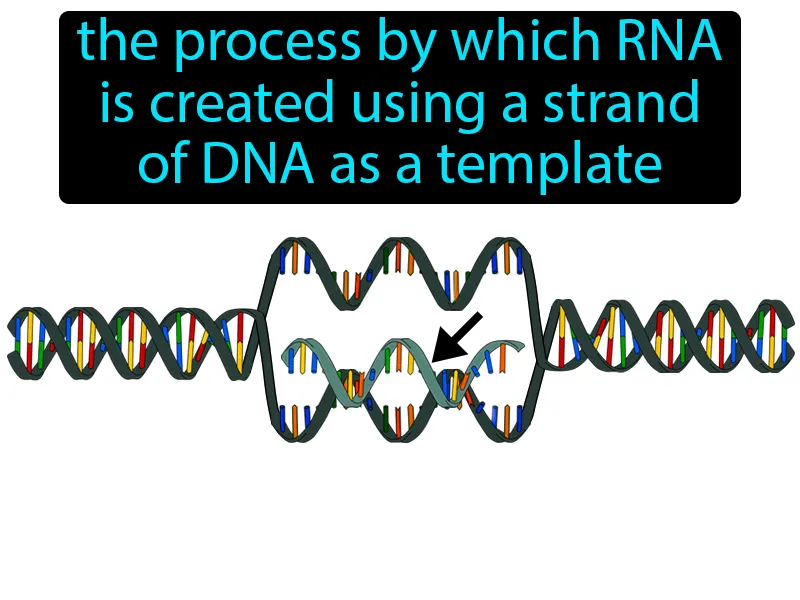 the process by which RNA
is created using a strand
of DNA as a template